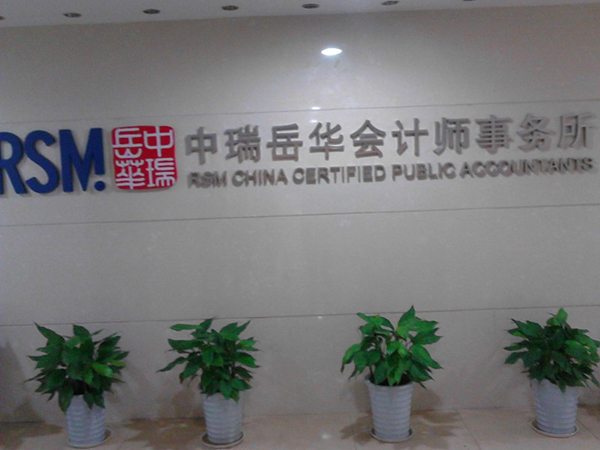 RSM.
中瑞
岳華
中瑞岳华会计师事务所
RSM CHINA CERTIFIED PUBLIC ACCOUNTANTS